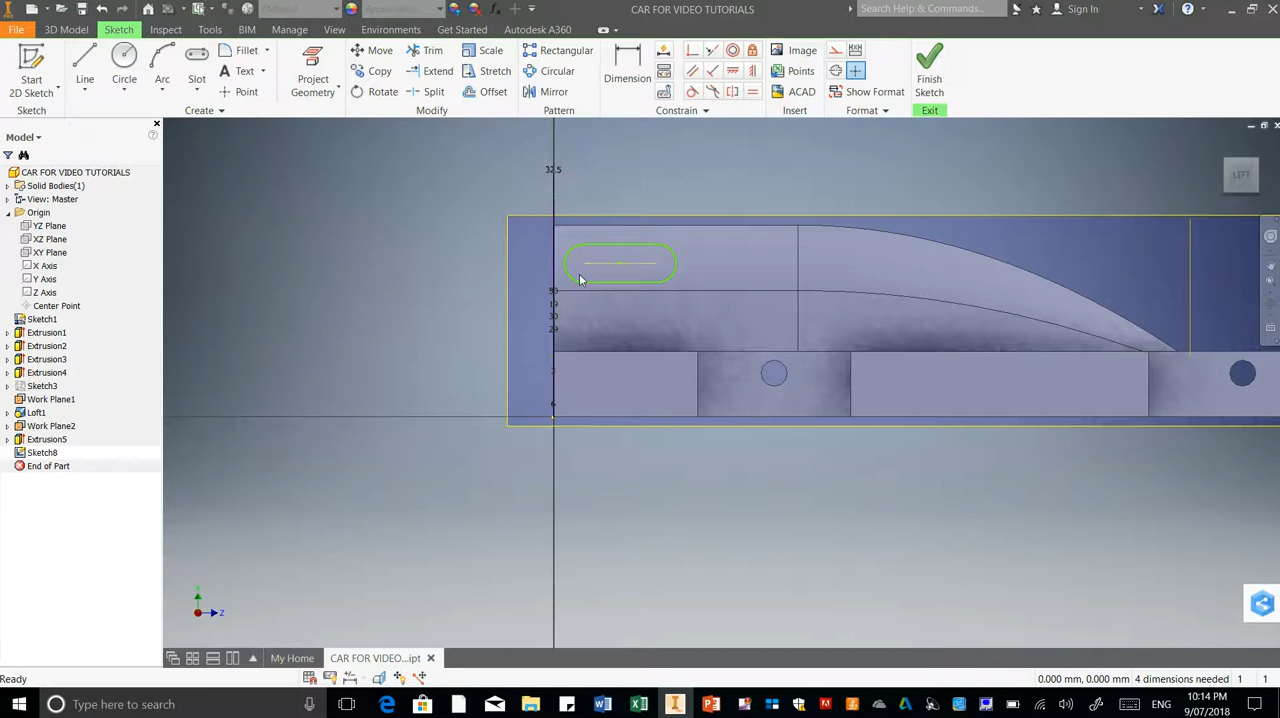 CAR FOR VIDEO TUTORIALS
Search Help & Commands...
Sign In
File
3D Model
Sketch
Inspect
Tools
BIM
Manage
View
Environments
Get Started
Autodesk A360
Start
2D Sketch
Line
Circle
Arc
Slot
Fillet
Text
Point
Project
Geometry
Move
Copy
Rotate
Trim
Extend
Split
Scale
Stretch
Offset
Rectangular
Circular
Mirror
Dimension
Image
Points
ACAD
Show Format
Finish
Sketch
Sketch
Create
Modify
Pattern
Constrain
Insert
Format
Exit
Model
CAR FOR VIDEO TUTORIALS
Solid Bodies(1)
View: Master
Origin
YZ Plane
XZ Plane
XY Plane
X Axis
Y Axis
Z Axis
Center Point
Sketch1
Extrusion1
Extrusion2
Extrusion3
Extrusion4
Sketch3
Work Plane1
Loft1
Work Plane2
Extrusion5
Sketch8
End of Part
LEFT
32.5
19
30
29
6
Z
My Home
CAR FOR VIDEO...ipt
Ready
0.000 mm, 0.000 mm
4 dimensions needed
1
1
Type here to search
ENG
10:14 PM
9/07/2018